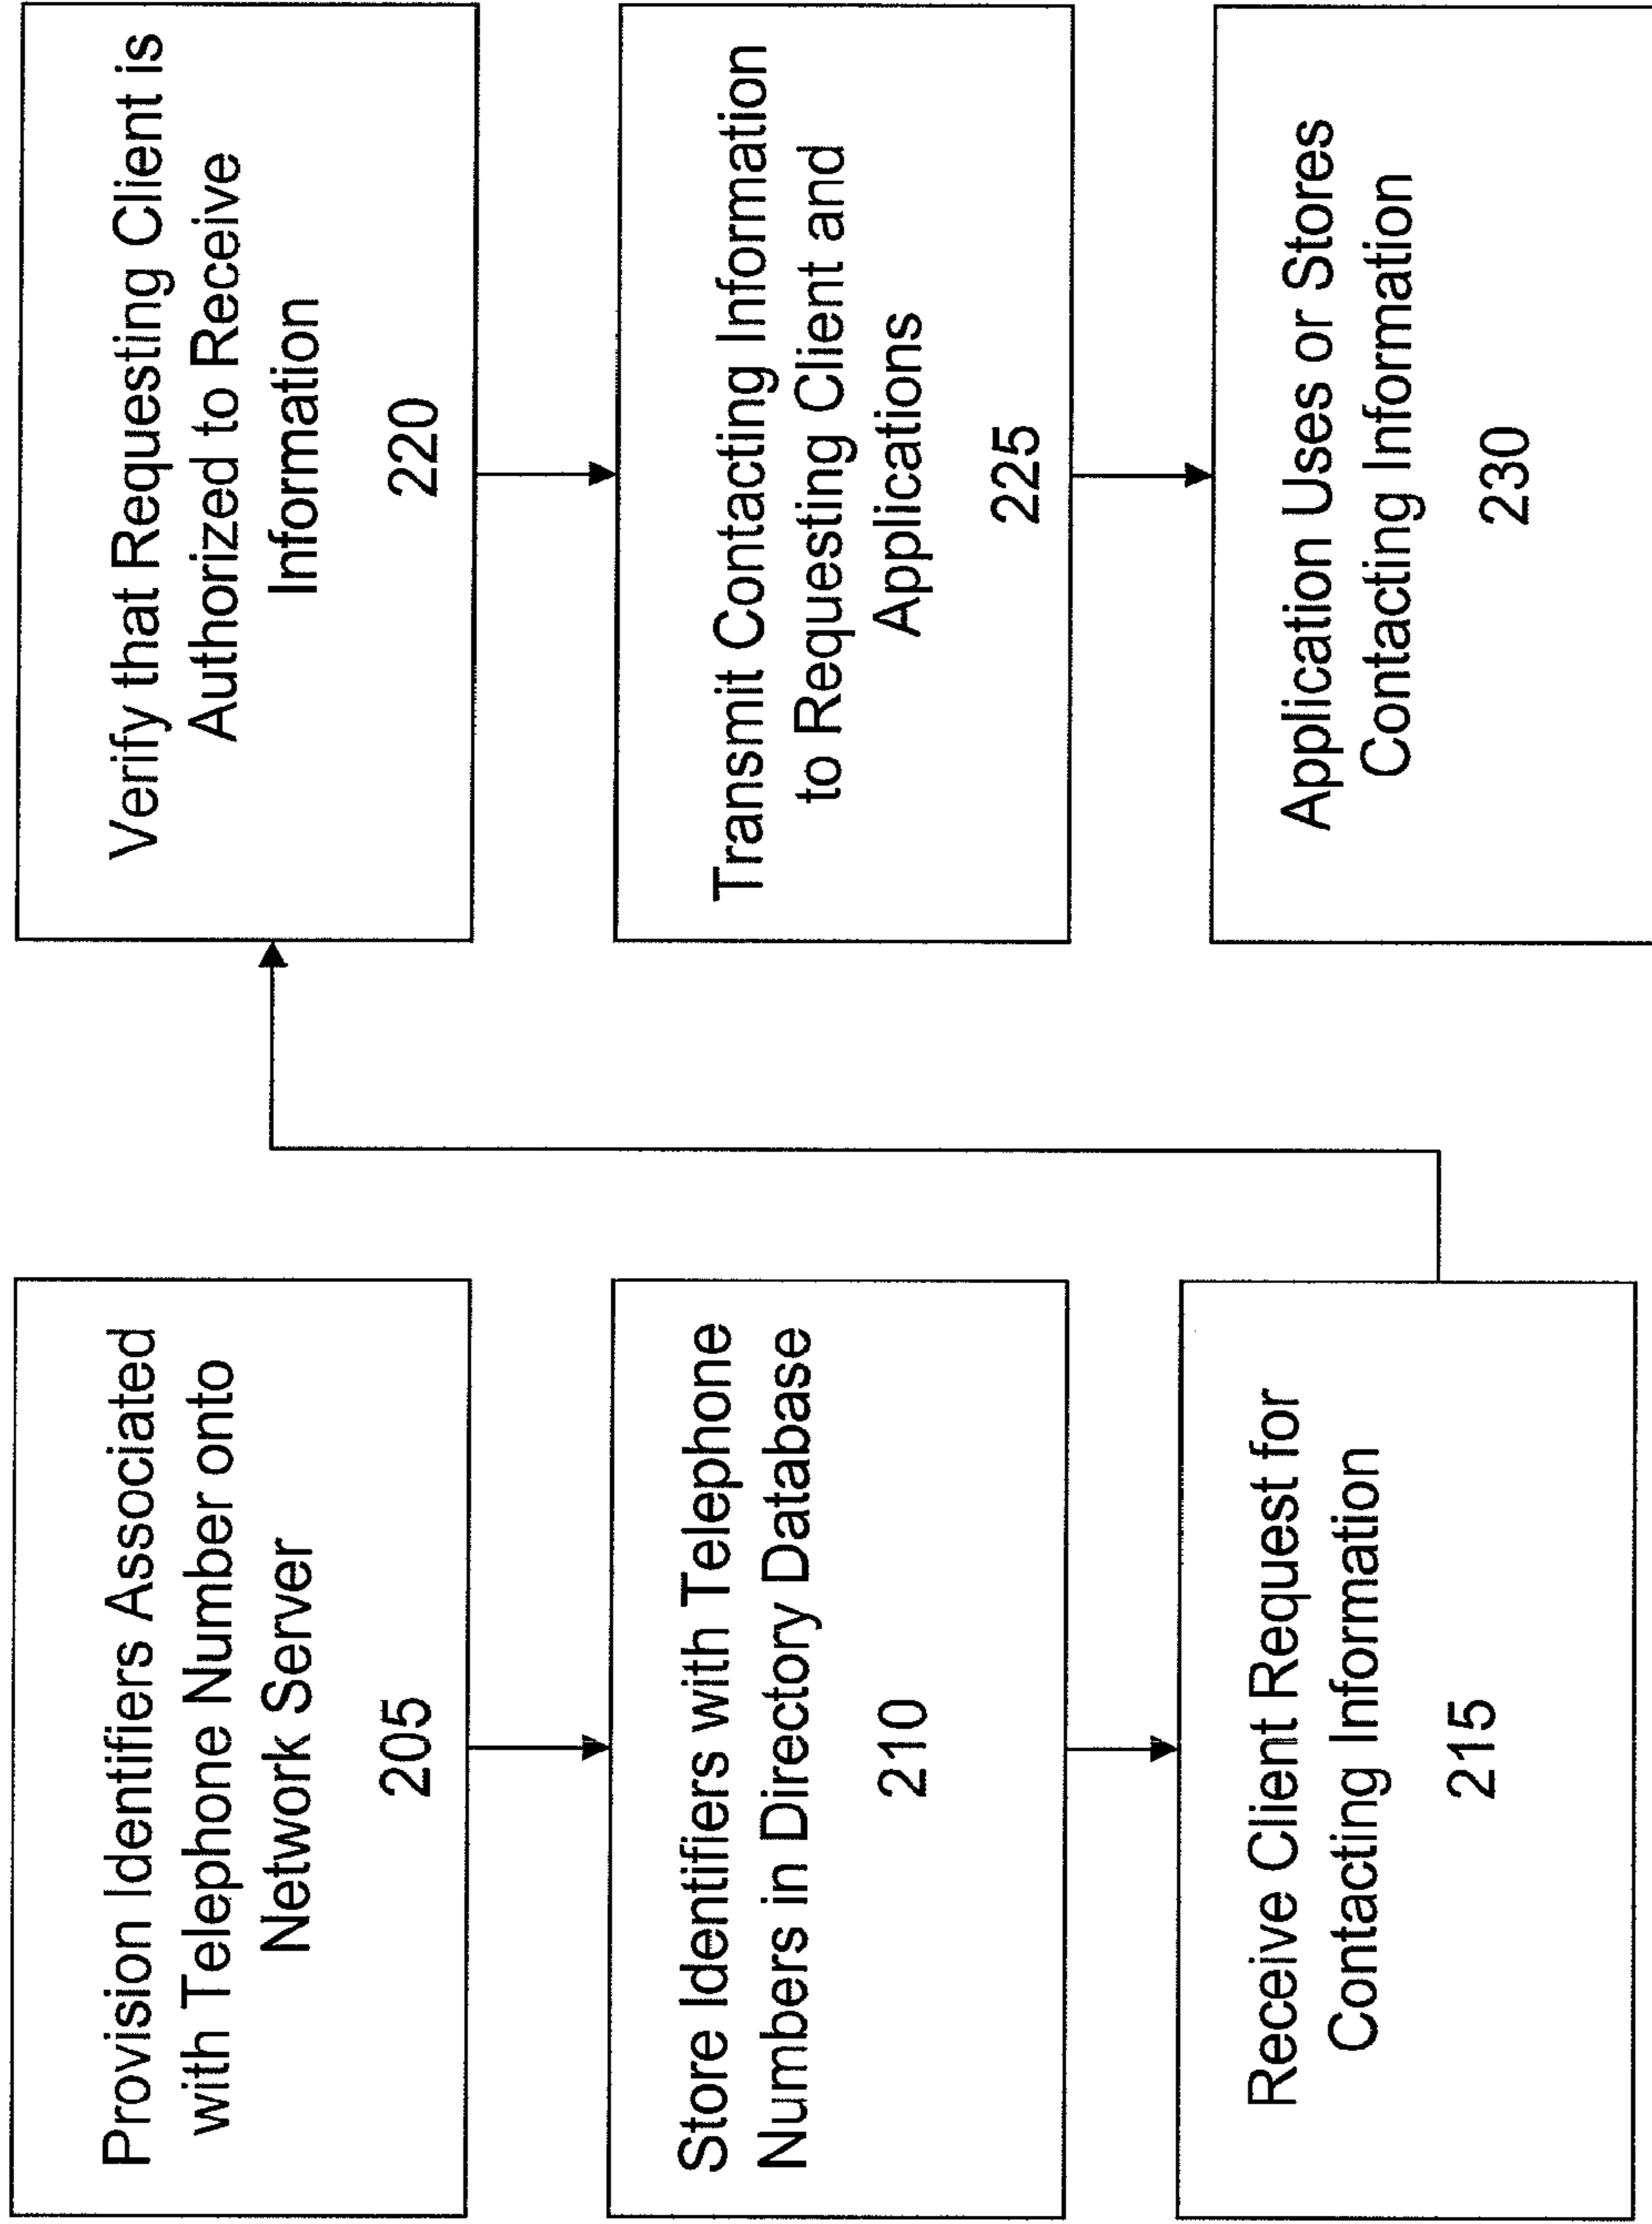 Provision Identifiers Associated
with Telephone Number onto
Network Server
205
Store Identifiers with Telephone
Numbers in Directory Database
210
Receive Client Request for
Contacting Information
215
Verify that Requesting Client is
Authorized to Receive
Information
220
Transmit Contacting Information
to Requesting Client and
Applications
225
Application Uses or Stores
Contacting Information
230